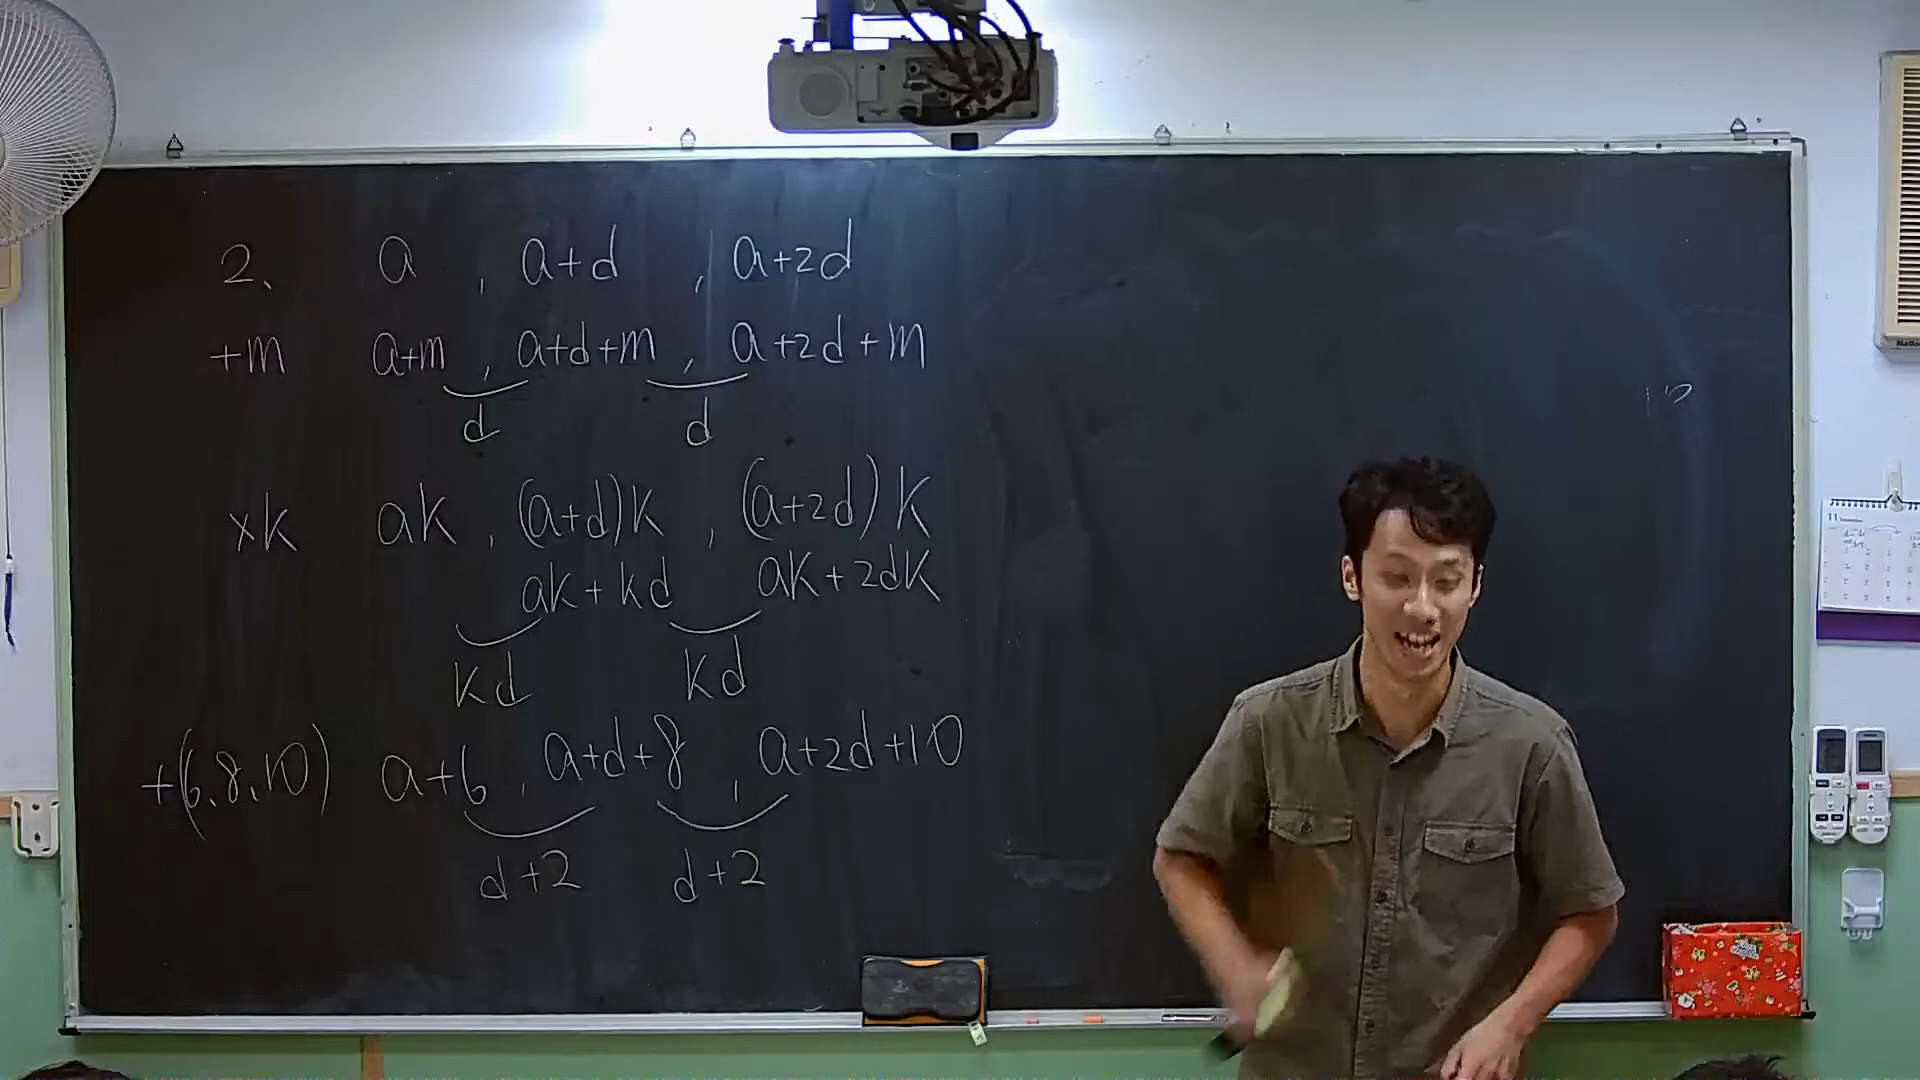 2、 a , a+d , a+2d
+m a+m , a+d+m , a+2d+m
d d
×k ak , (a+d)k , (a+2d)k
ak+kd ak+2dk
kd kd
+(6,8,10) a+6 , a+d+8 , a+2d+10
d+2 d+2
11